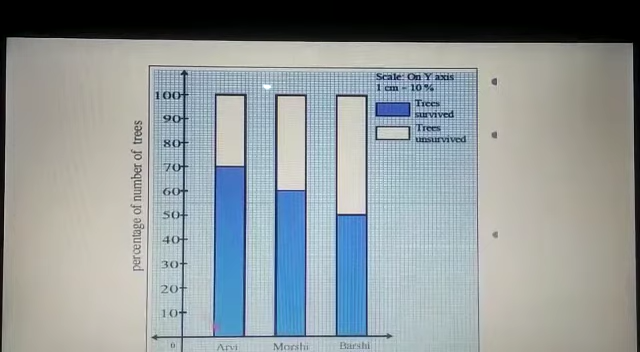 Scale: On Y axis
1 cm = 10 %
Trees
survived
Trees
unsurvived
percentage of number of trees
100
90
80
70
60
50
40
30
20
10
0
Arvi
Morshi
Barshi